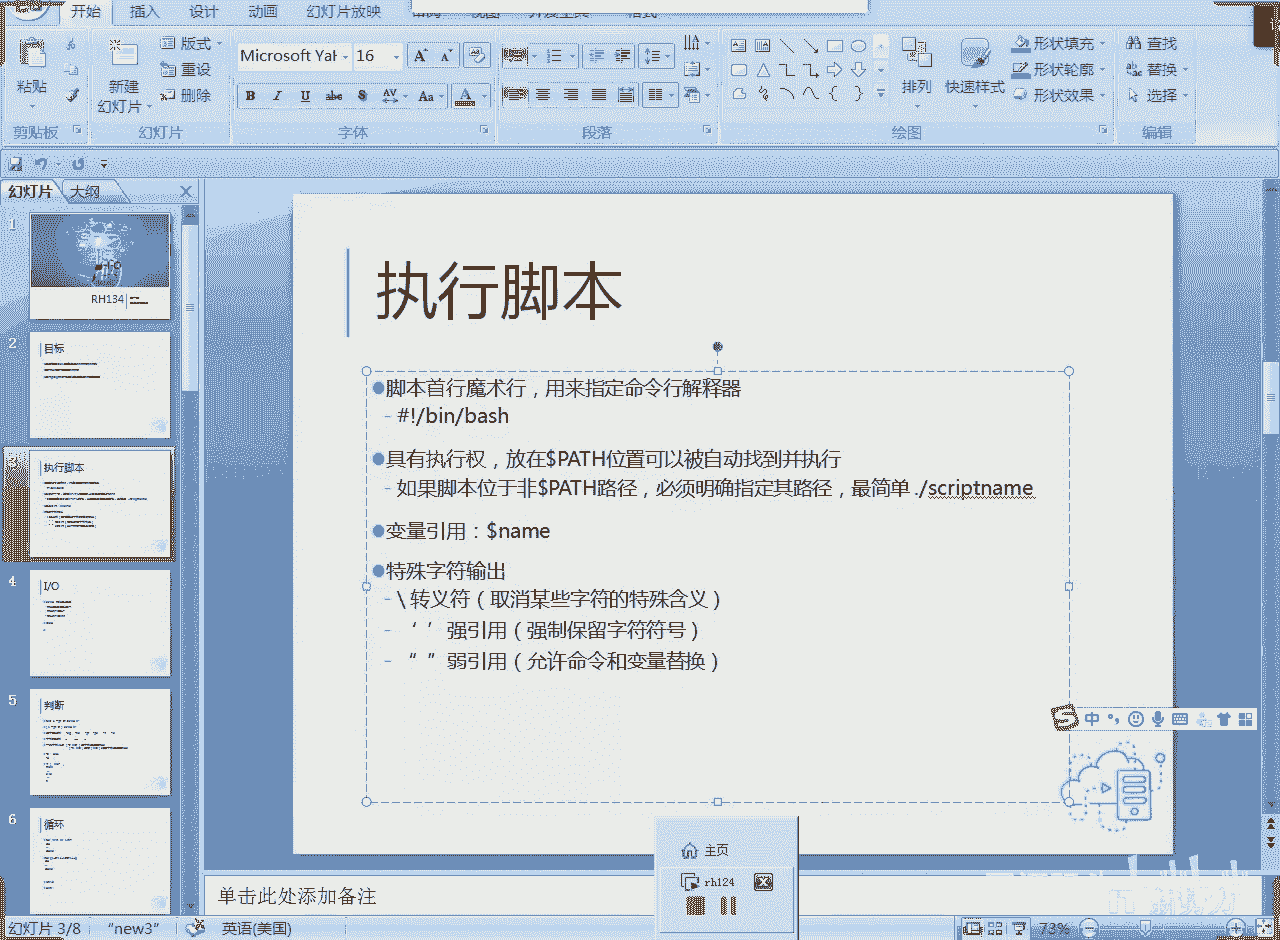 开始 插入 设计 动画 幻灯片放映
粘贴
新建
幻灯片
版式
重设
删除
Microsoft Yah 16
B I U abc S AV Aa A
排列 快速样式
形状填充
形状轮廓
形状效果
查找
替换
选择
剪贴板 幻灯片 字体 段落 绘图 编辑
幻灯片 大纲
1
RH134
2
目标
3
执行脚本
4
I/O
5
判断
6
循环
执行脚本
脚本首行魔术行，用来指定命令行解释器
- #!/bin/bash
具有执行权，放在$PATH位置可以被自动找到并执行
- 如果脚本位于非$PATH路径，必须明确指定其路径，最简单 ./scriptname
变量引用：$name
特殊字符输出
- \ 转义符（取消某些字符的特殊含义）
- ‘ ’ 强引用（强制保留字符符号）
- “ ” 弱引用（允许命令和变量替换）
中
主页
rh124
单击此处添加备注
幻灯片 3/8 “new3” 英语(美国) 73%